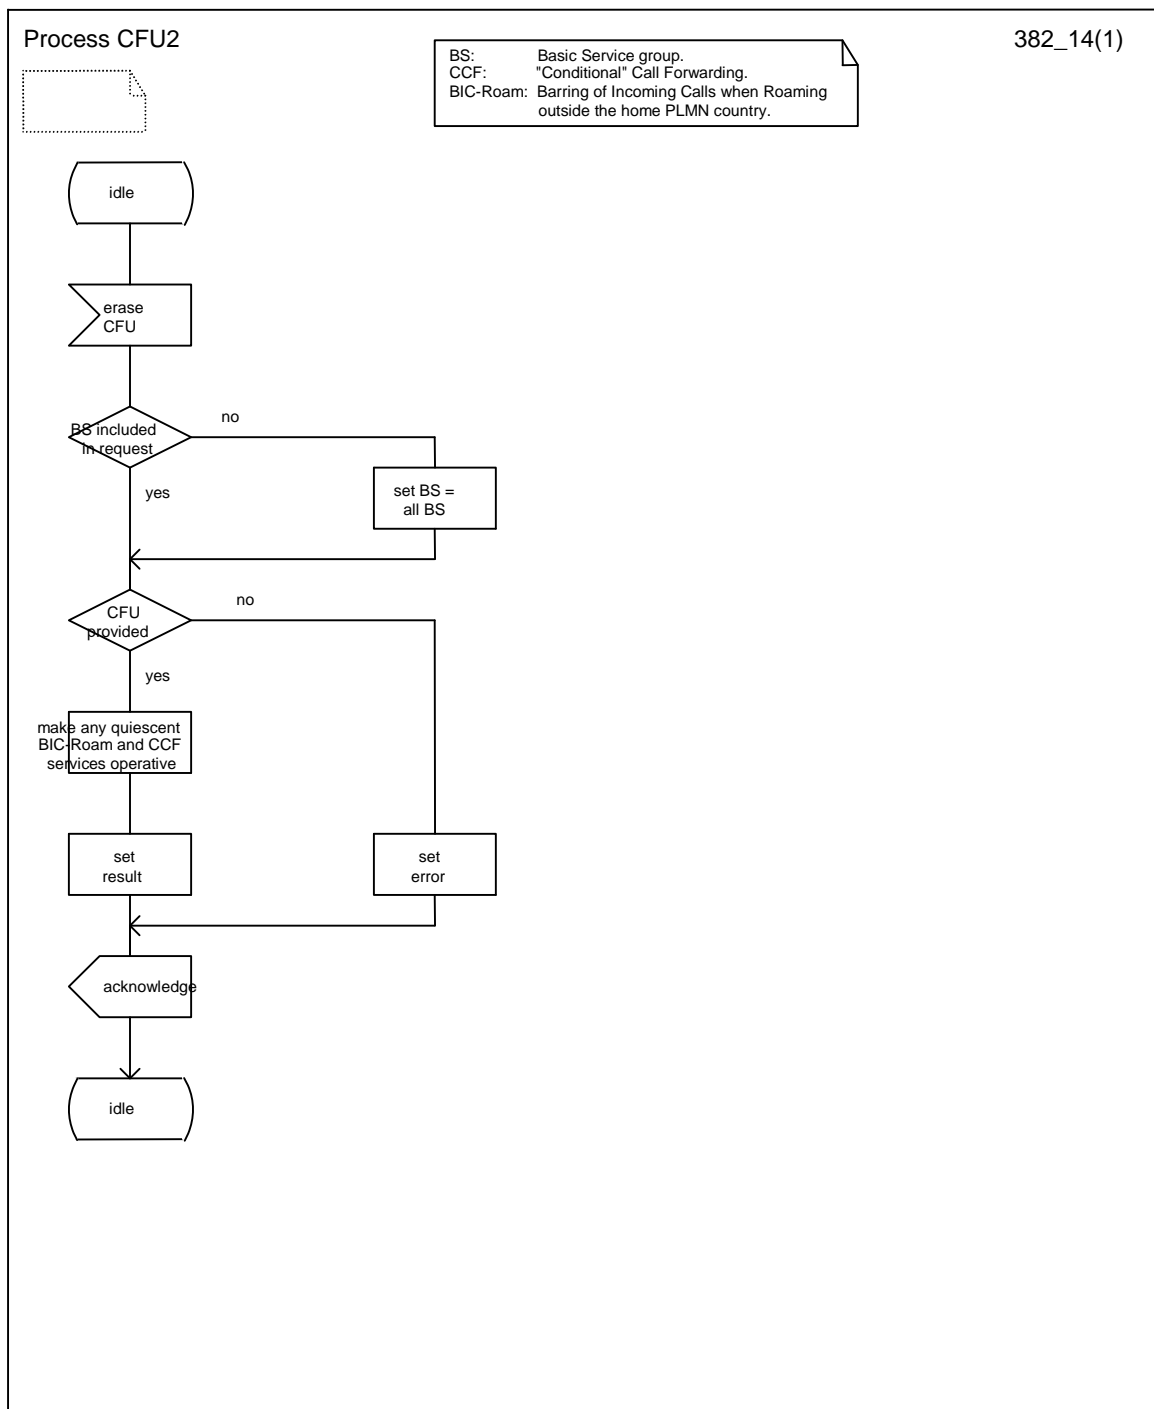 Process CFU2
382_14(1)
BS: Basic Service group.
CCF: "Conditional" Call Forwarding.
BIC-Roam: Barring of Incoming Calls when Roaming
outside the home PLMN country.
idle
erase
CFU
BS included
in request
no
yes
set BS =
all BS
CFU
provided
no
yes
make any quiescent
BIC-Roam and CCF
services operative
set
result
set
error
acknowledge
idle